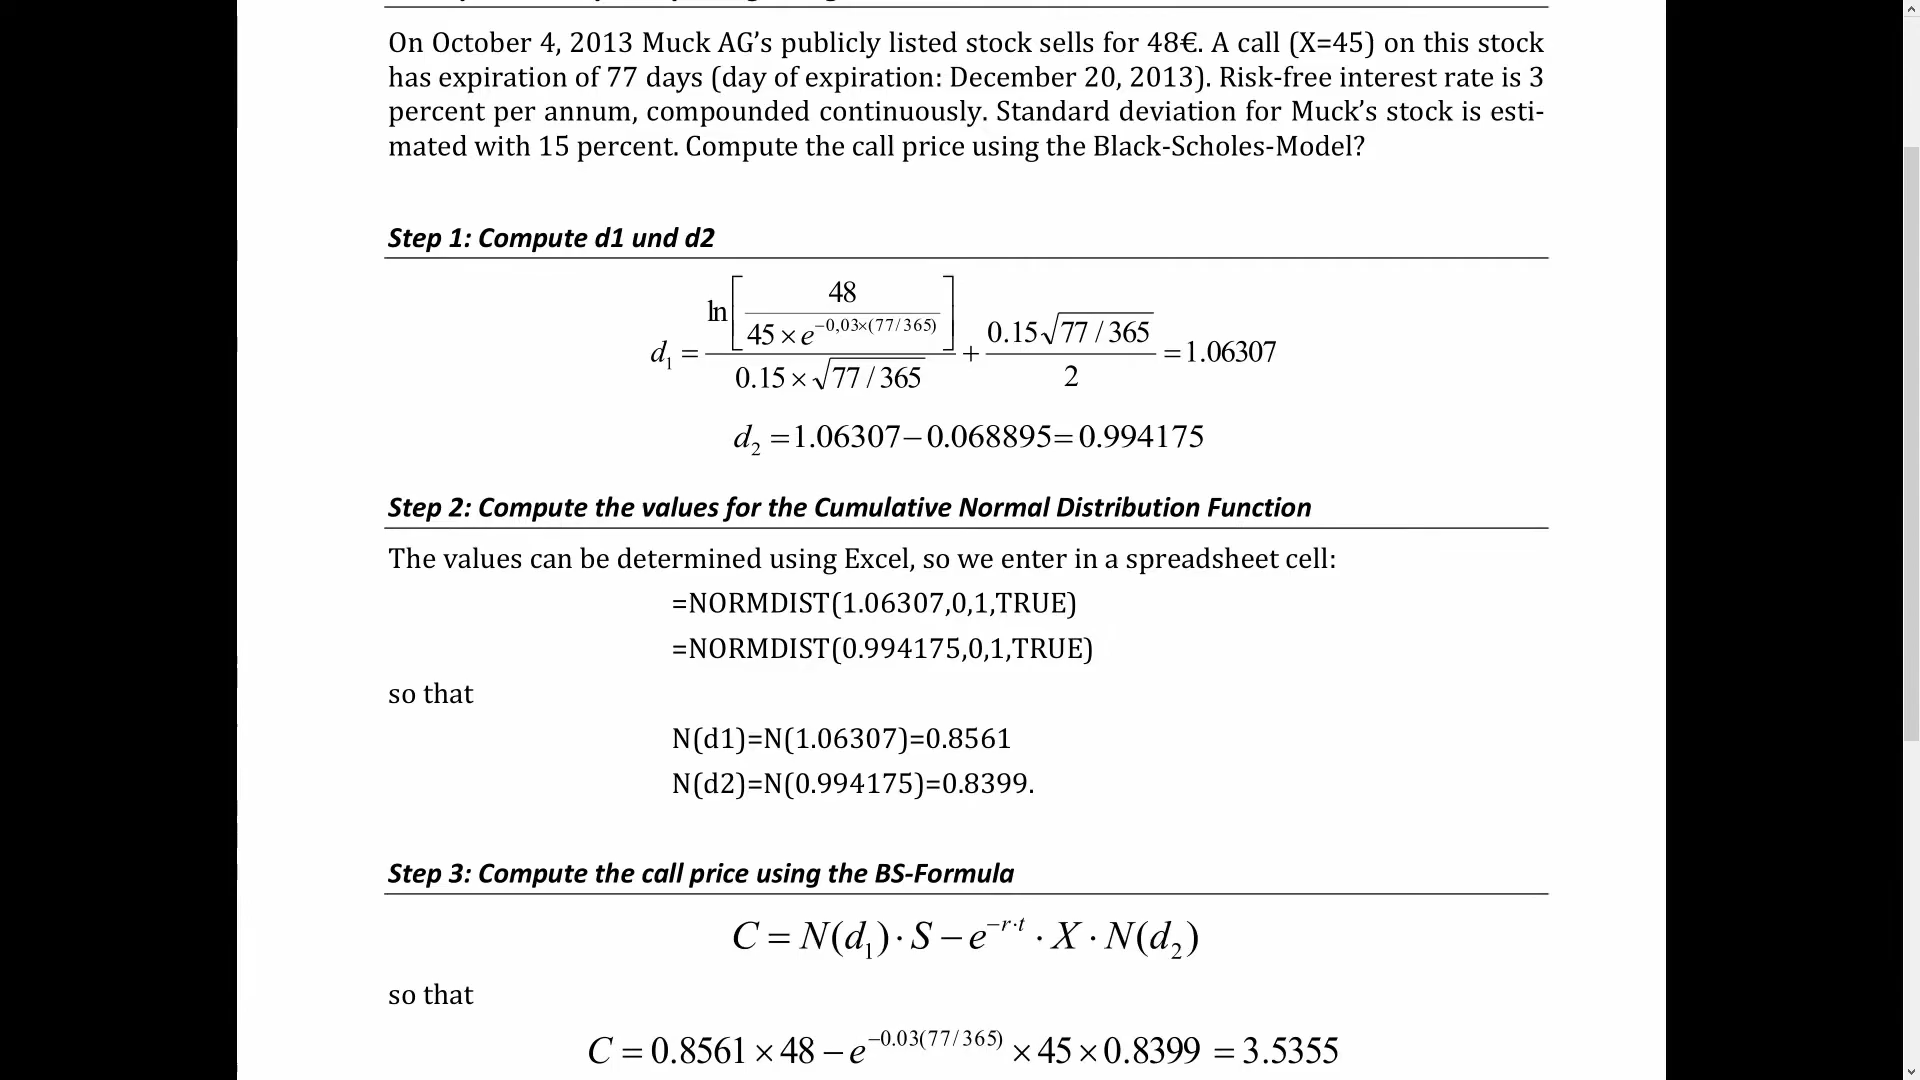 On October 4, 2013 Muck AG’s publicly listed stock sells for 48€. A call (X=45) on this stock
has expiration of 77 days (day of expiration: December 20, 2013). Risk-free interest rate is 3
percent per annum, compounded continuously. Standard deviation for Muck’s stock is esti-
mated with 15 percent. Compute the call price using the Black-Scholes-Model?
Step 1: Compute d1 und d2
d₁ = ln[48 / (45 × e^(−0,03×(77/365)))] / (0.15 × √(77/365)) + 0.15√(77/365) / 2 = 1.06307
d₂ = 1.06307 − 0.068895 = 0.994175
Step 2: Compute the values for the Cumulative Normal Distribution Function
The values can be determined using Excel, so we enter in a spreadsheet cell:
=NORMDIST(1.06307,0,1,TRUE)
=NORMDIST(0.994175,0,1,TRUE)
so that
N(d1)=N(1.06307)=0.8561
N(d2)=N(0.994175)=0.8399.
Step 3: Compute the call price using the BS-Formula
C = N(d₁) · S − e^(−r·t) · X · N(d₂)
so that
C = 0.8561 × 48 − e^(−0.03(77/365)) × 45 × 0.8399 = 3.5355